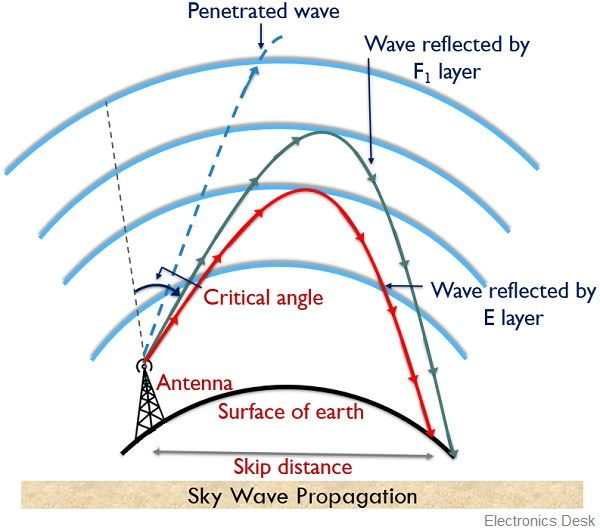 Penetrated wave
Wave reflected by
F₁ layer
Critical angle
Wave reflected by
E layer
Antenna
Surface of earth
Skip distance
Sky Wave Propagation
Electronics Desk